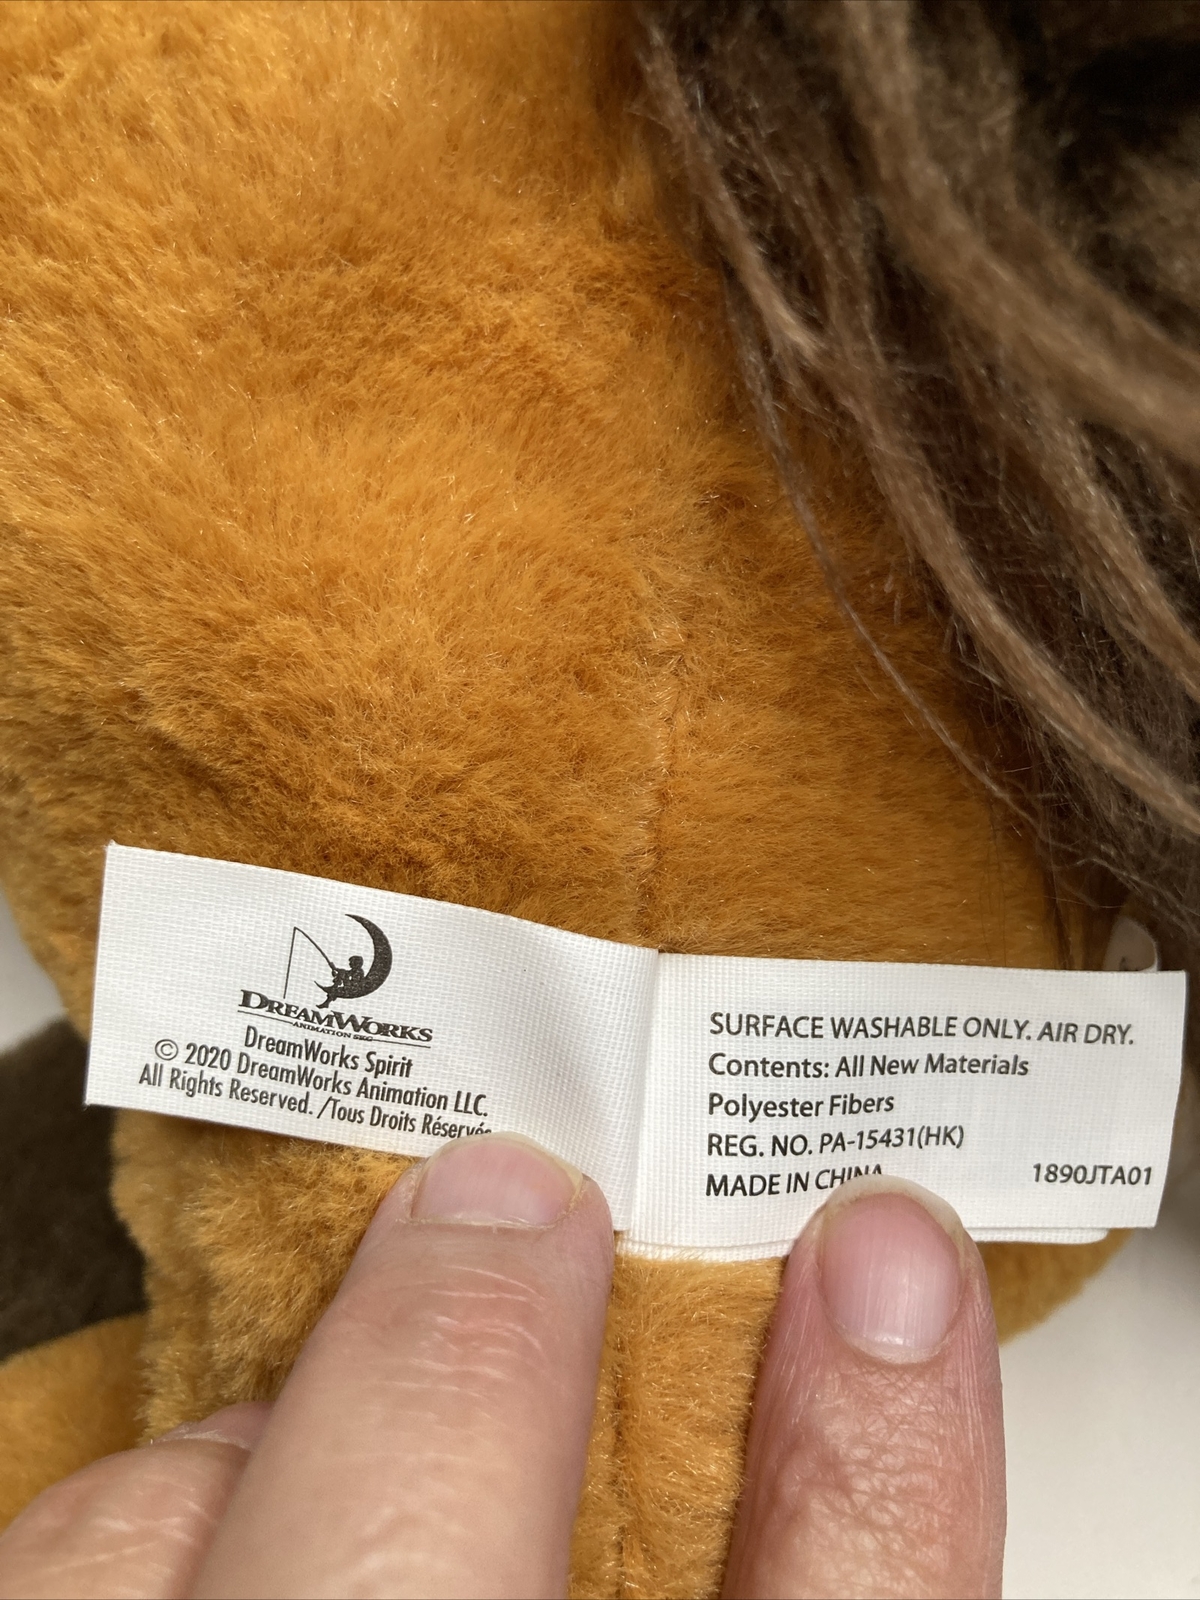 DREAMWORKS
ANIMATION SKG
DreamWorks Spirit
© 2020 DreamWorks Animation LLC.
All Rights Reserved. /Tous Droits Réservés
SURFACE WASHABLE ONLY. AIR DRY.
Contents: All New Materials
Polyester Fibers
REG. NO. PA-15431(HK)
MADE IN CHINA
1890JTA01